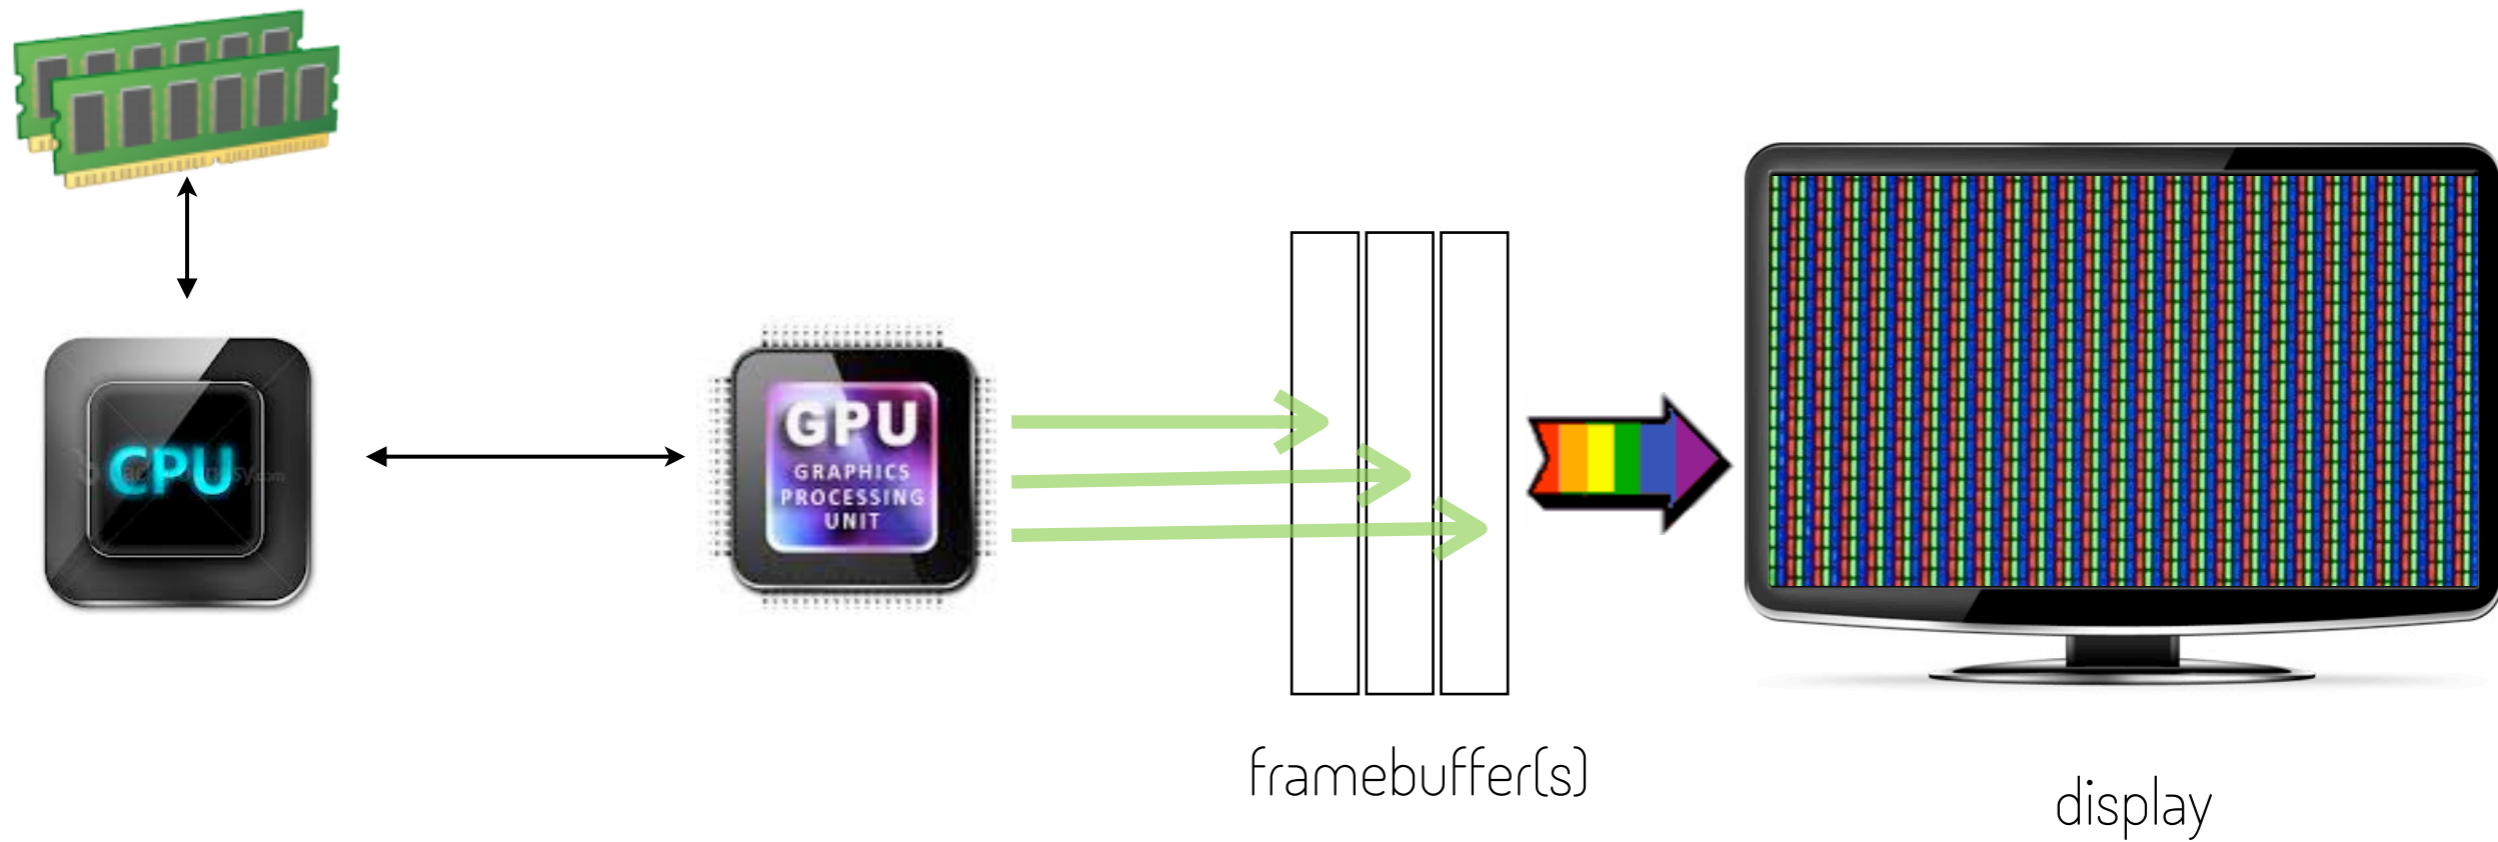 CPU
GPU
GRAPHICS
PROCESSING
UNIT
framebuffer(s)
display